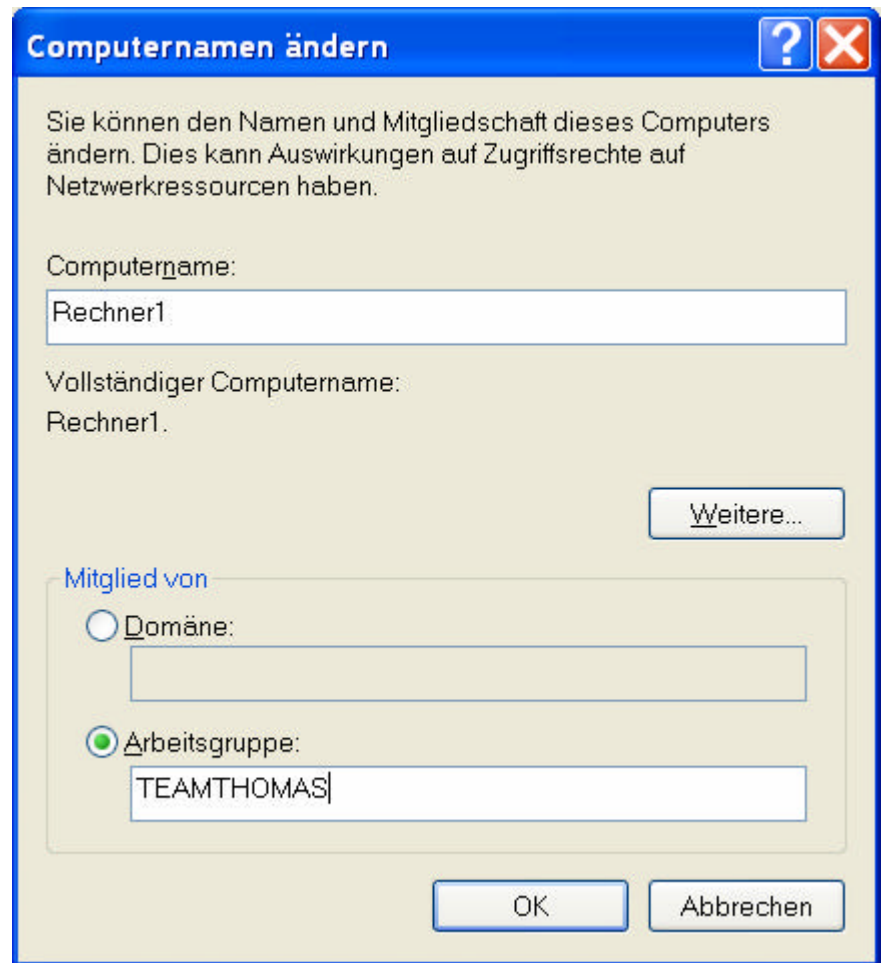 Computernamen ändern
?
Sie können den Namen und Mitgliedschaft dieses Computers
ändern. Dies kann Auswirkungen auf Zugriffsrechte auf
Netzwerkressourcen haben.
Computername:
Rechner1
Vollständiger Computername:
Rechner1.
Weitere...
Mitglied von
Domäne:
Arbeitsgruppe:
TEAMTHOMAS
OK
Abbrechen